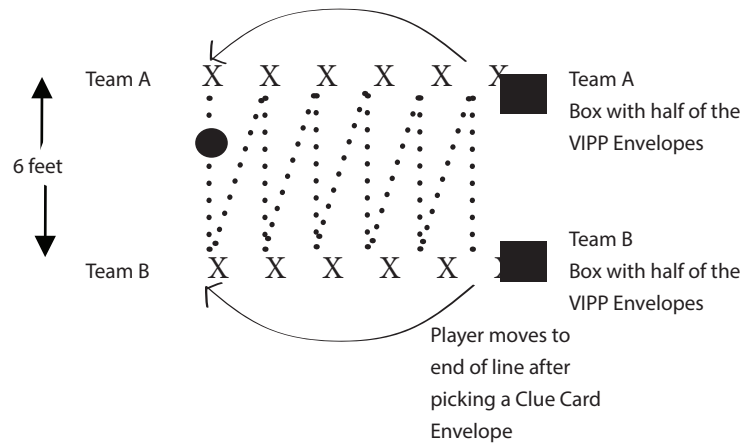 Team A
X X X X X X
Team A
Box with half of the
VIPP Envelopes
6 feet
Team B
X X X X X
Team B
Box with half of the
VIPP Envelopes
Player moves to
end of line after
picking a Clue Card
Envelope